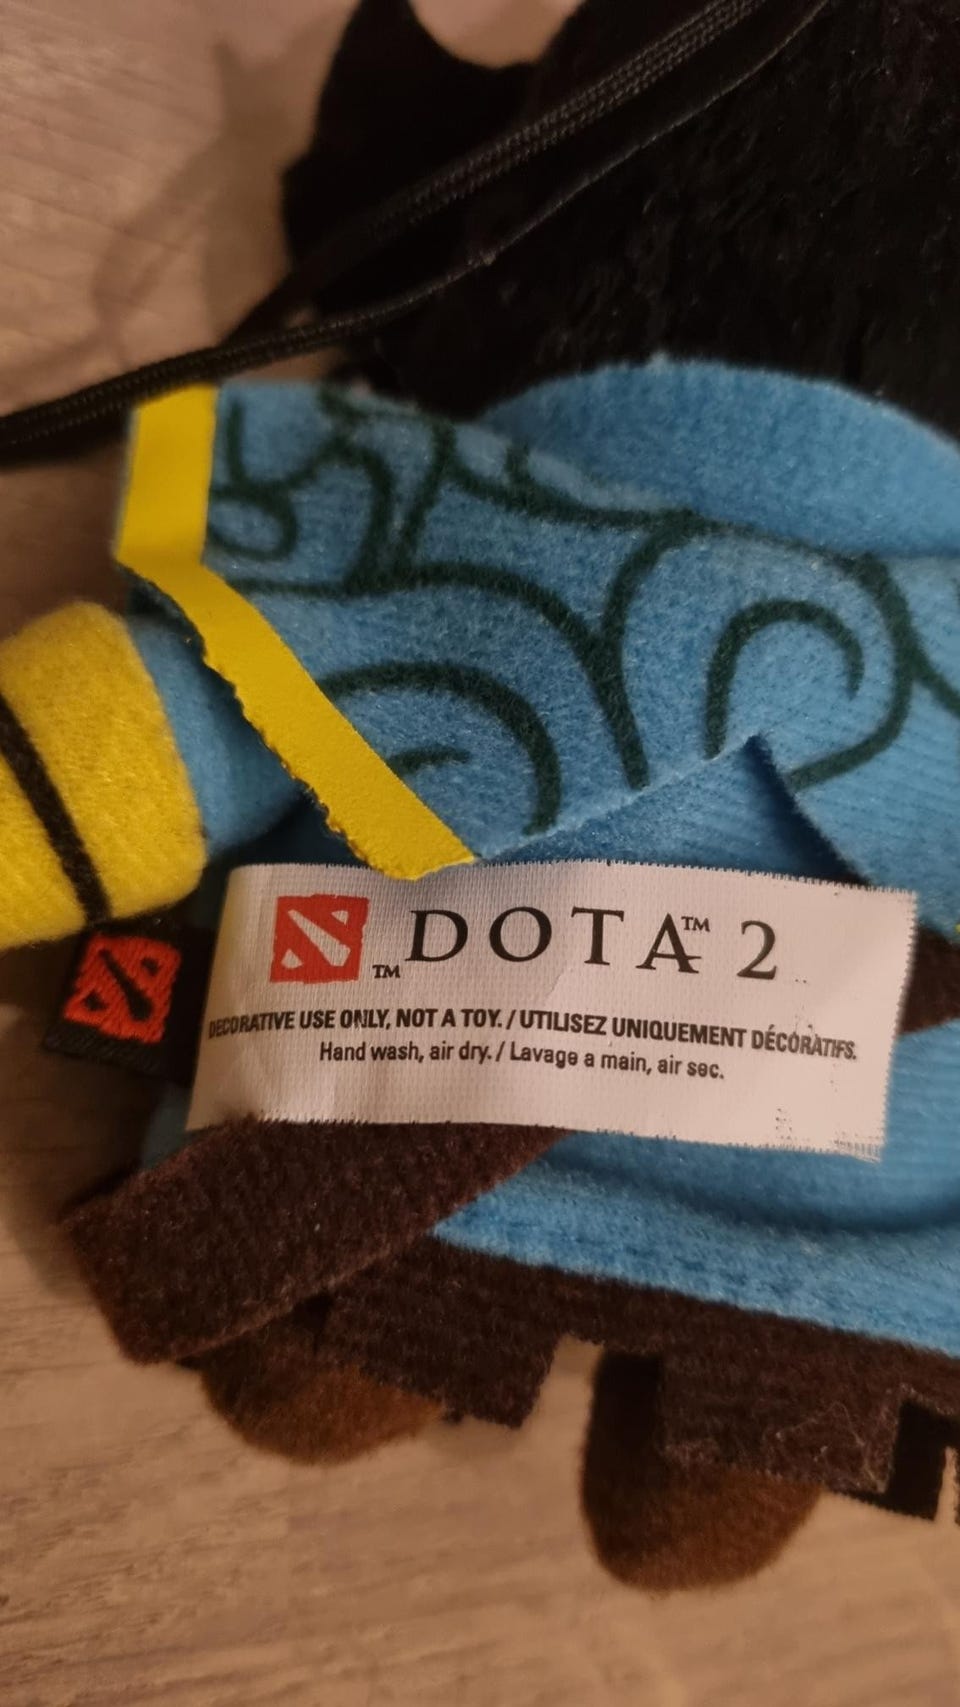 ™ DOTA™ 2
DECORATIVE USE ONLY, NOT A TOY. / UTILISEZ UNIQUEMENT DÉCORATIFS.
Hand wash, air dry. / Lavage a main, air sec.